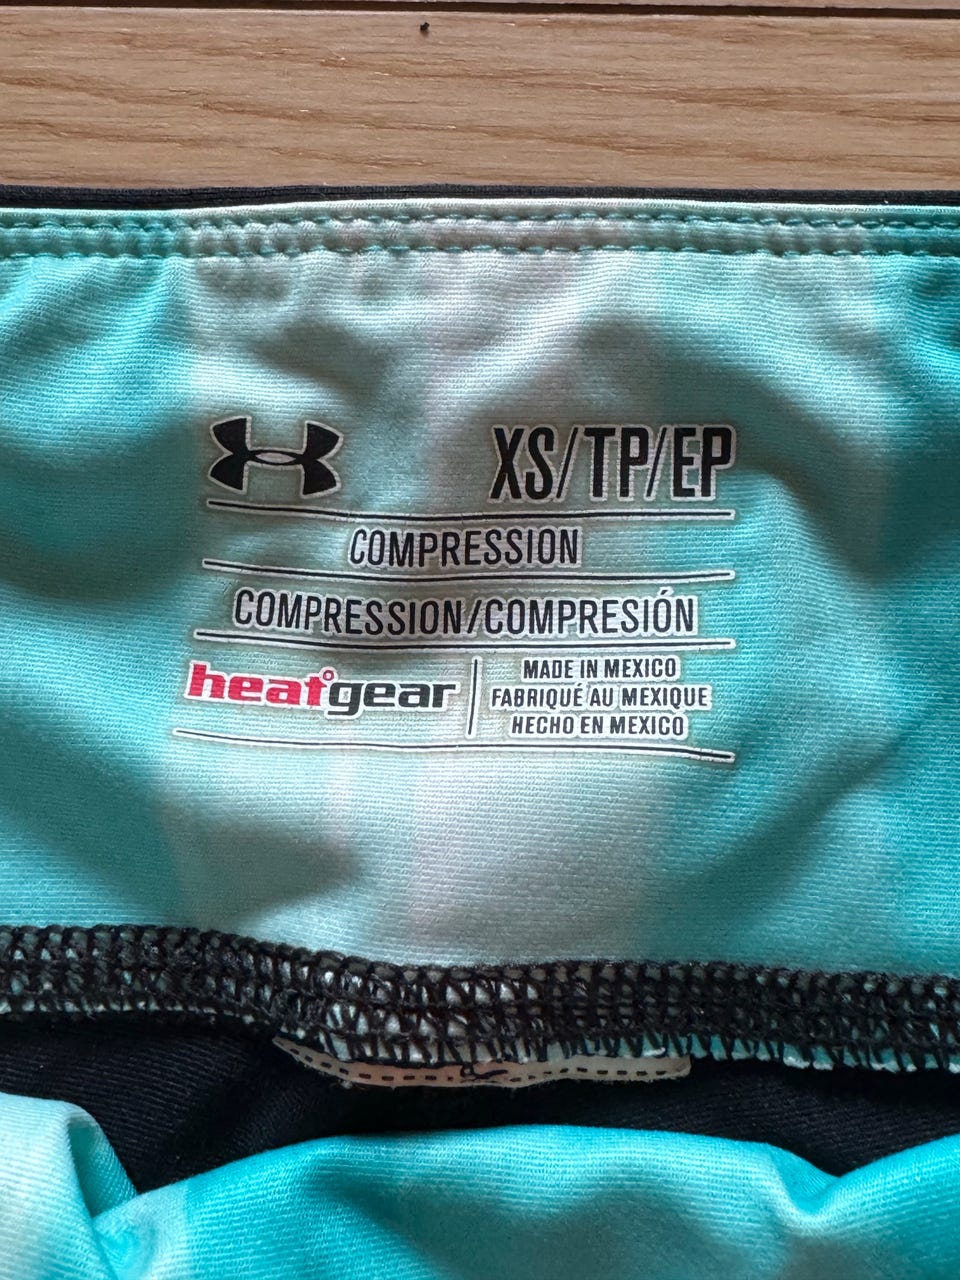 XS/TP/EP
COMPRESSION
COMPRESSION/COMPRESIÓN
heatgear
MADE IN MEXICO
FABRIQUÉ AU MEXIQUE
HECHO EN MEXICO